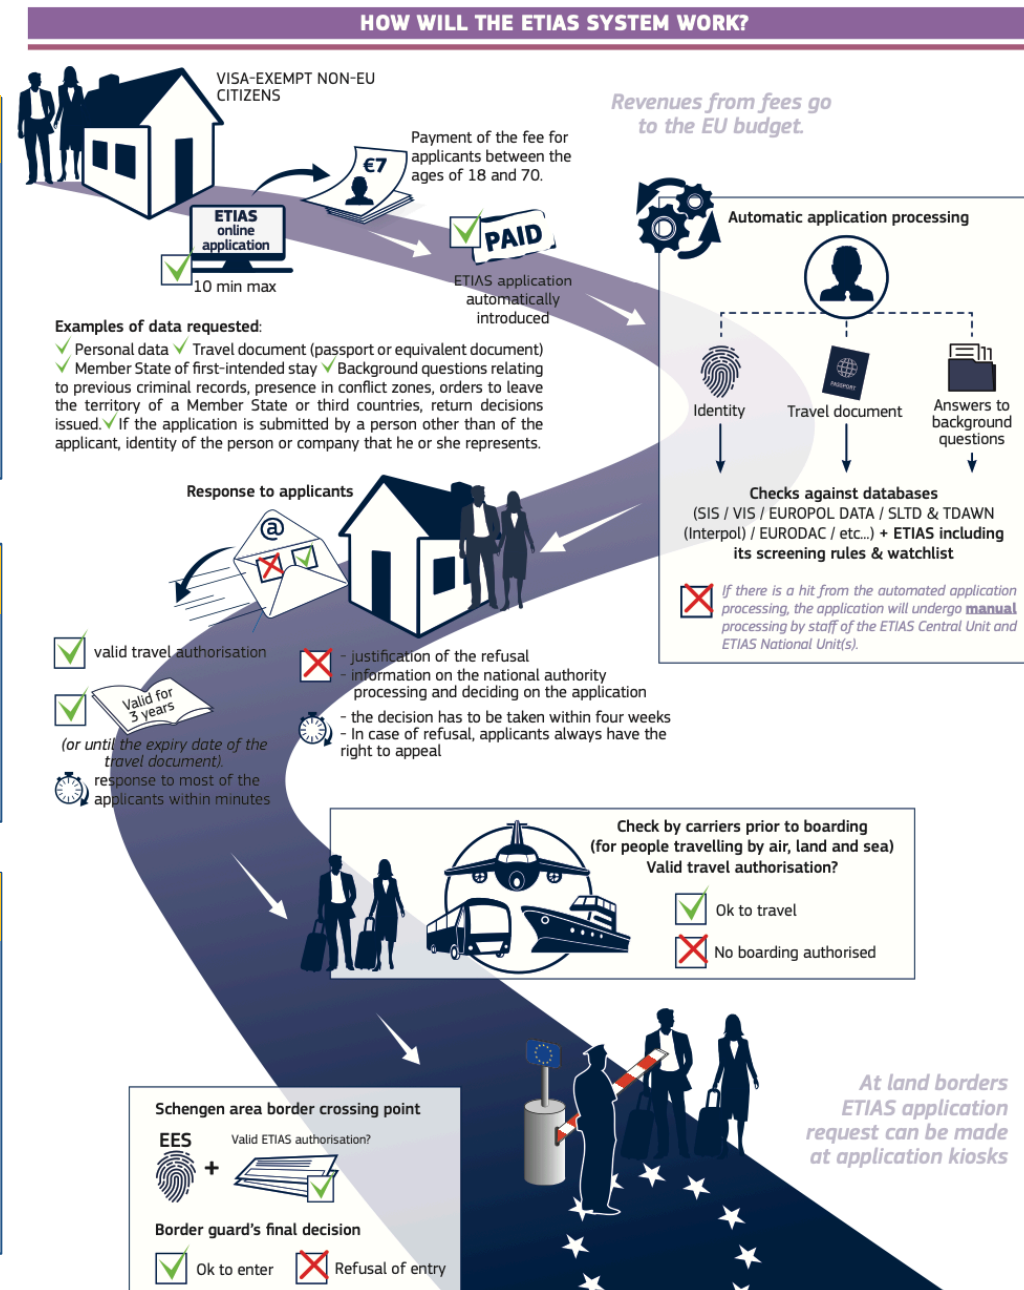 HOW WILL THE ETIAS SYSTEM WORK?
VISA-EXEMPT NON-EU
CITIZENS
Revenues from fees go
to the EU budget.
Payment of the fee for
applicants between the
ages of 18 and 70.
€7
ETIAS
online
application
10 min max
PAID
ETIAS application
automatically
introduced
Examples of data requested:
Personal data Travel document (passport or equivalent document)
Member State of first-intended stay Background questions relating
to previous criminal records, presence in conflict zones, orders to leave
the territory of a Member State or third countries, return decisions
issued. If the application is submitted by a person other than of the
applicant, identity of the person or company that he or she represents.
Automatic application processing
Identity
PASSPORT
Travel document
Answers to
background
questions
Checks against databases
(SIS / VIS / EUROPOL DATA / SLTD & TDAWN
(Interpol) / EURODAC / etc...) + ETIAS including
its screening rules & watchlist
If there is a hit from the automated application
processing, the application will undergo manual
processing by staff of the ETIAS Central Unit and
ETIAS National Unit(s).
Response to applicants
@
valid travel authorisation
Valid for
3 years
(or until the expiry date of the
travel document).
response to most of the
applicants within minutes
- justification of the refusal
- information on the national authority
processing and deciding on the application
- the decision has to be taken within four weeks
- In case of refusal, applicants always have the
right to appeal
Check by carriers prior to boarding
(for people travelling by air, land and sea)
Valid travel authorisation?
Ok to travel
No boarding authorised
At land borders
ETIAS application
request can be made
at application kiosks
Schengen area border crossing point
EES
+
Valid ETIAS authorisation?
Border guard's final decision
Ok to enter
Refusal of entry